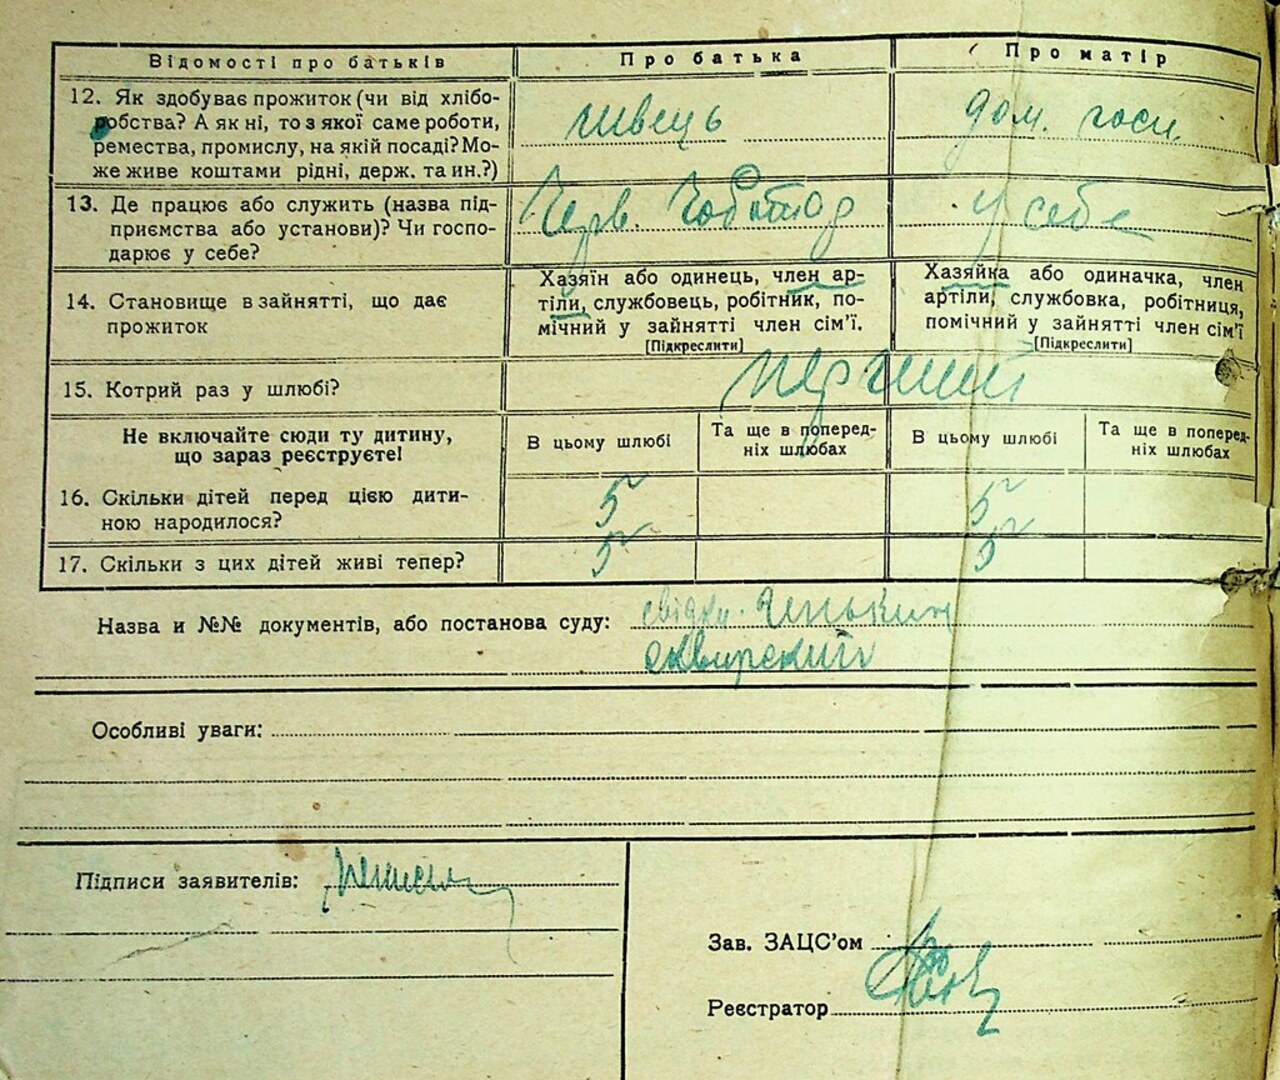 Відомості про батьків Про батька Про матір
12. Як здобуває прожиток (чи від хлібо-
робства? А як ні, то з якої саме роботи,
ремества, промислу, на якій посаді? Мо-
же живе коштами рідні, держ. та ин.?)
швець
дом. госп.
13. Де працює або служить (назва під-
приємства або установи)? Чи госпо-
дарює у себе?
Черв. Чоботар
у себе
14. Становище в зайнятті, що дає
прожиток
Хазяїн або одинець, член ар-
тіли, службовець, робітник, по-
мічний у зайнятті член сім'ї.
[Підкреслити]
Хазяйка або одиначка, член
артіли, службовка, робітниця,
помічний у зайнятті член сім'ї
[Підкреслити]
15. Котрий раз у шлюбі?
перший
Не включайте сюди ту дитину,
що зараз реєструєте!
В цьому шлюбі
Та ще в поперед-
ніх шлюбах
В цьому шлюбі
Та ще в поперед-
ніх шлюбах
16. Скільки дітей перед цією дити-
ною народилося?
5 5
17. Скільки з цих дітей живі тепер? 5 5
Назва и №№ документів, або постанова суду: свідки.
Сквирский
Особливі уваги:
Підписи заявителів:
Зав. ЗАЦС'ом
Реєстратор